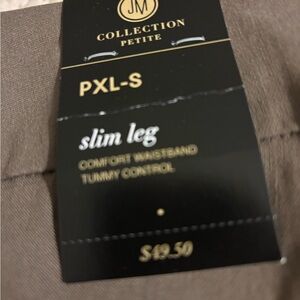 JM
COLLECTION
PETITE
PXL-S
slim leg
COMFORT WAISTBAND
TUMMY CONTROL
$49.50